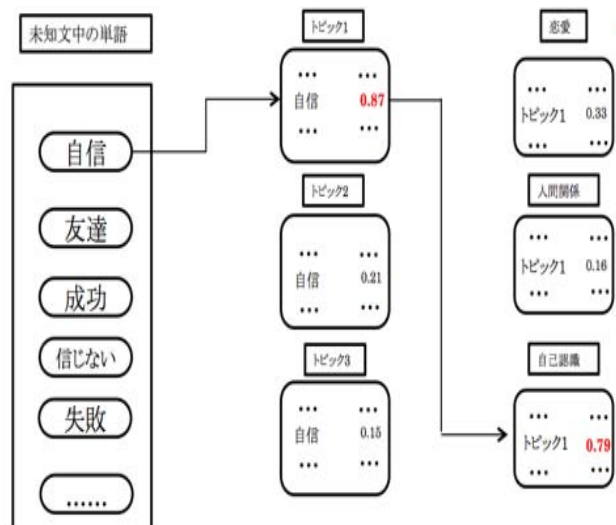 未知文中の単語
自信
友達
成功
信じない
失敗
......
トピック1
... ...
自信 0.87
... ...
トピック2
... ...
自信 0.21
... ...
トピック3
... ...
自信 0.15
... ...
恋愛
... ...
トピック1 0.33
... ...
人間関係
... ...
トピック1 0.16
... ...
自己認識
... ...
トピック1 0.79
... ...